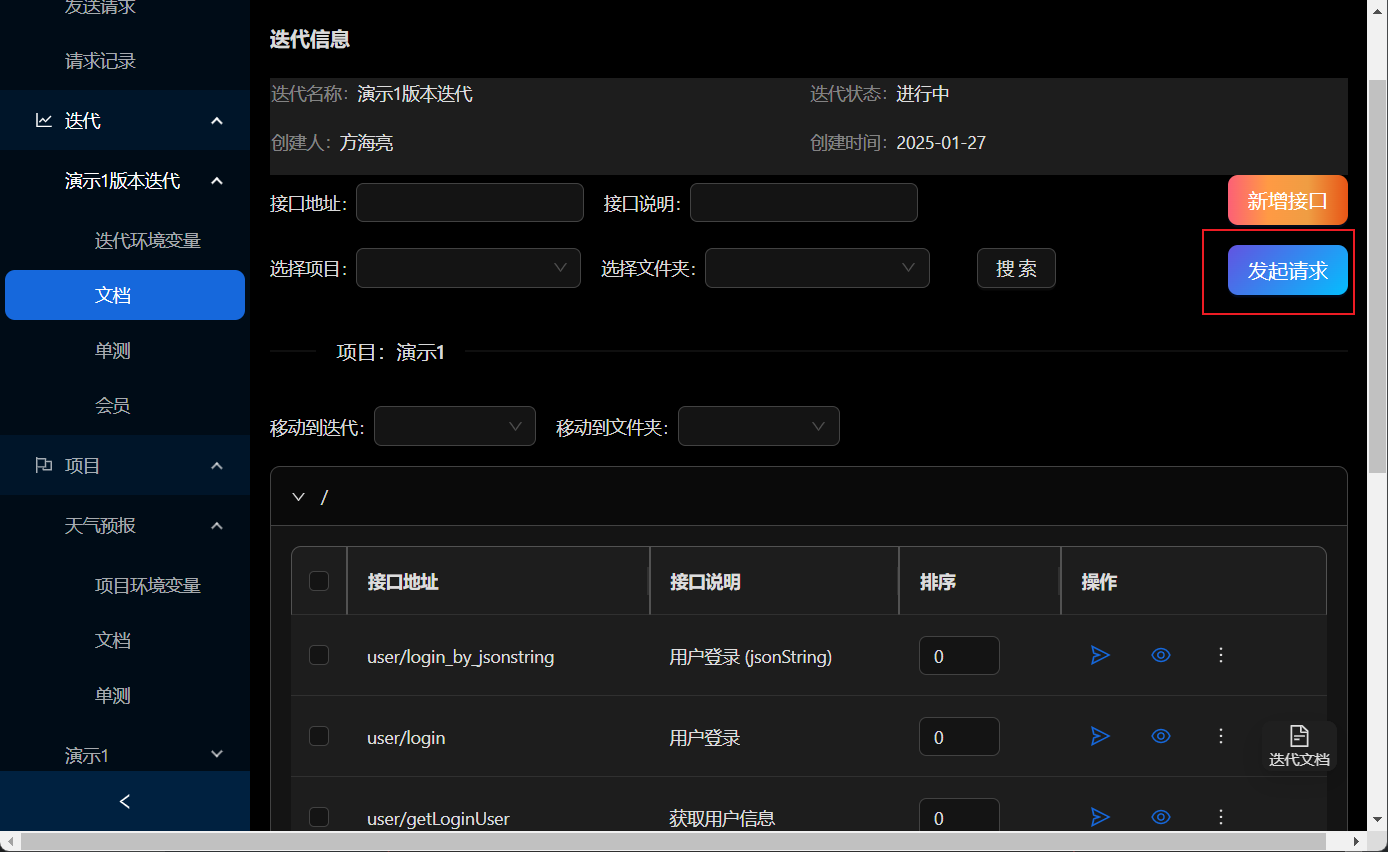 发送请求
请求记录
迭代
演示1版本迭代
迭代环境变量
文档
单测
会员
项目
天气预报
项目环境变量
文档
单测
演示1
迭代信息
迭代名称: 演示1版本迭代
迭代状态: 进行中
创建人: 方海亮
创建时间: 2025-01-27
接口地址:
接口说明:
新增接口
选择项目:
选择文件夹:
搜 索
发起请求
项目：演示1
移动到迭代:
移动到文件夹:
/
接口地址 接口说明 排序 操作
user/login_by_jsonstring 用户登录 (jsonString) 0
user/login 用户登录 0
user/getLoginUser 获取用户信息 0
迭代文档